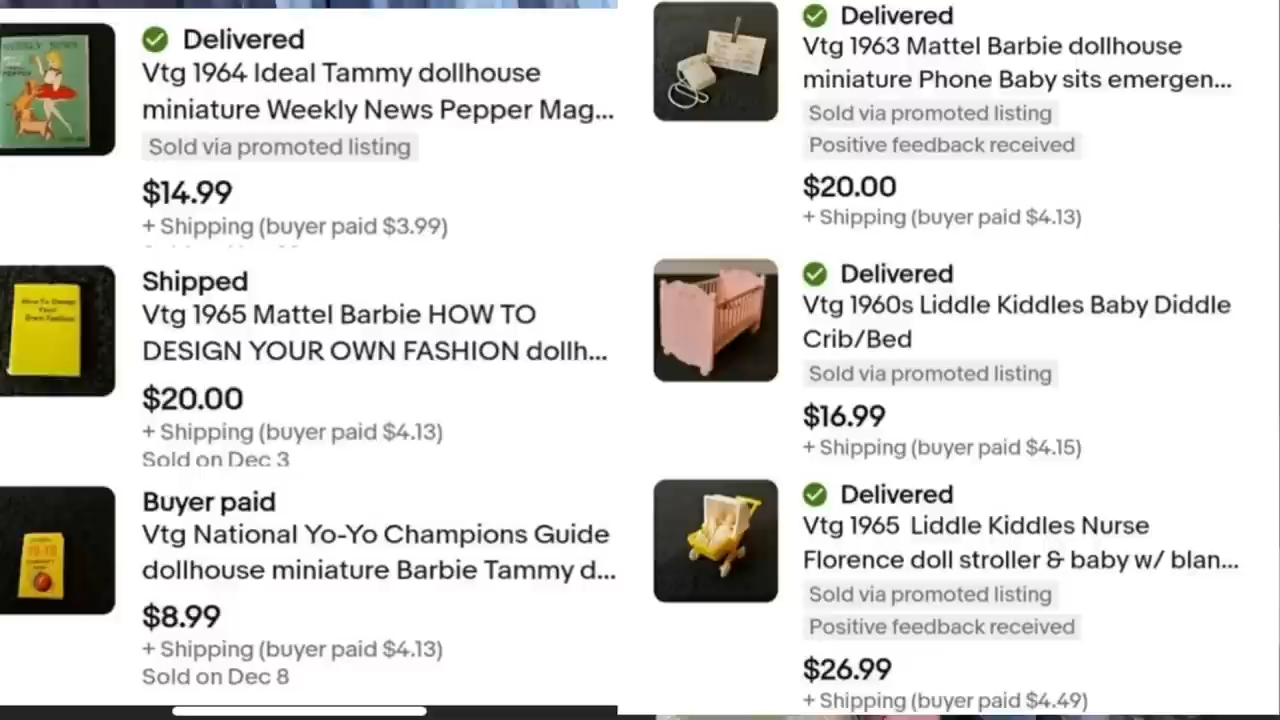 Delivered
Vtg 1964 Ideal Tammy dollhouse
miniature Weekly News Pepper Mag...
Sold via promoted listing
$14.99
+ Shipping (buyer paid $3.99)
Shipped
Vtg 1965 Mattel Barbie HOW TO
DESIGN YOUR OWN FASHION dollh...
$20.00
+ Shipping (buyer paid $4.13)
Sold on Dec 3
How To Design
Your
Own Fashion
Buyer paid
Vtg National Yo-Yo Champions Guide
dollhouse miniature Barbie Tammy d...
$8.99
+ Shipping (buyer paid $4.13)
Sold on Dec 8
Delivered
Vtg 1963 Mattel Barbie dollhouse
miniature Phone Baby sits emergen...
Sold via promoted listing
Positive feedback received
$20.00
+ Shipping (buyer paid $4.13)
Delivered
Vtg 1960s Liddle Kiddles Baby Diddle
Crib/Bed
Sold via promoted listing
$16.99
+ Shipping (buyer paid $4.15)
Delivered
Vtg 1965 Liddle Kiddles Nurse
Florence doll stroller & baby w/ blan...
Sold via promoted listing
Positive feedback received
$26.99
+ Shipping (buyer paid $4.49)